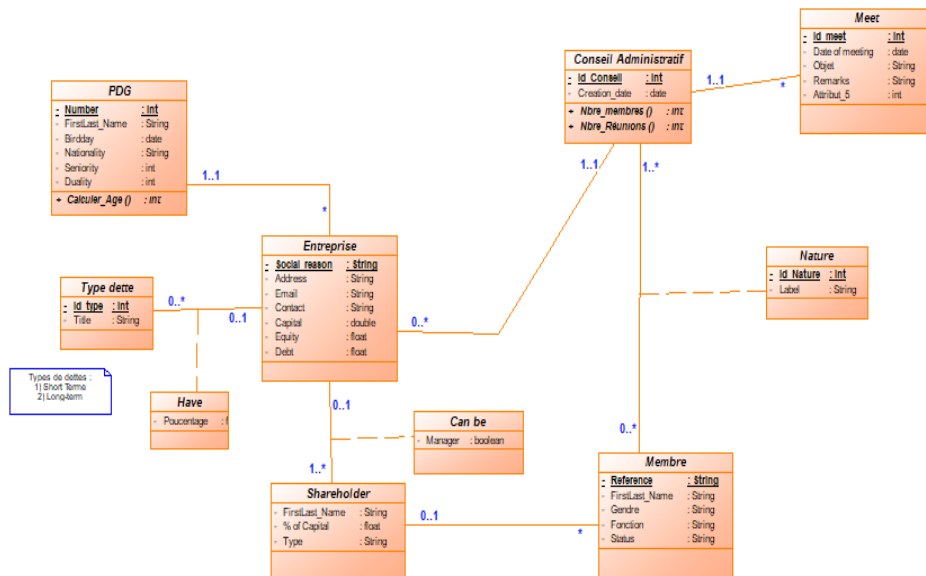 Meet
- Id_meet : Int
- Date of meeting : date
- Objet : String
- Remarks : String
- Attribut_5 : int
Conseil Administratif
- Id_Conseil : Int
- Creation_date : date
+ Nbre_membres () : int
+ Nbre_Réunions () : int
1..1
*
PDG
- Number : Int
- FirstLast_Name : String
- Birdday : date
- Nationality : String
- Seniority : int
- Duality : int
+ Calculer_Age () : int
1..1
*
1..1
1..*
Entreprise
- Social_reason : String
- Address : String
- Email : String
- Contact : String
- Capital : double
- Equity : float
- Debt : float
Nature
- Id_Nature : Int
- Label : String
Type dette
- Id_type : Int
- Title : String
0..*
0..1
0..*
Types de dettes :
1) Short Terme
2) Long-term
Have
- Poucentage : f
0..1
Can be
- Manager : boolean
1..*
0..*
Shareholder
- FirstLast_Name : String
- % of Capital : float
- Type : String
0..1
*
Membre
- Reference : String
- FirstLast_Name : String
- Gendre : String
- Fonction : String
- Status : String